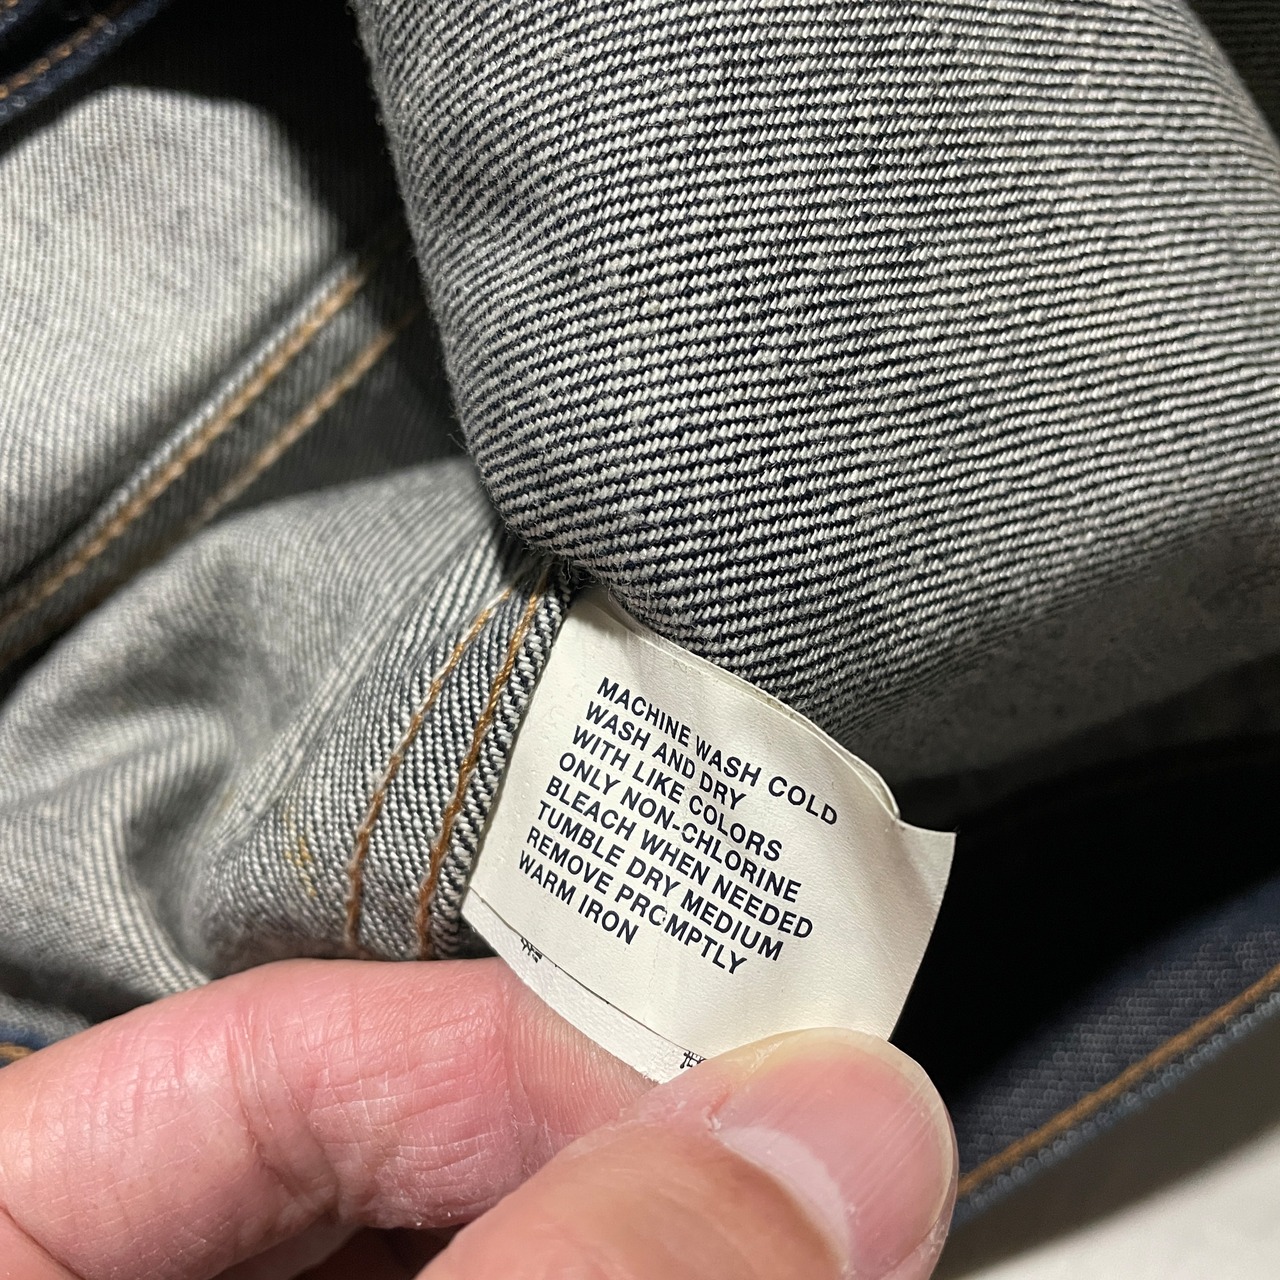 MACHINE WASH COLD
WASH AND DRY
WITH LIKE COLORS
ONLY NON-CHLORINE
BLEACH WHEN NEEDED
TUMBLE DRY MEDIUM
REMOVE PROMPTLY
WARM IRON